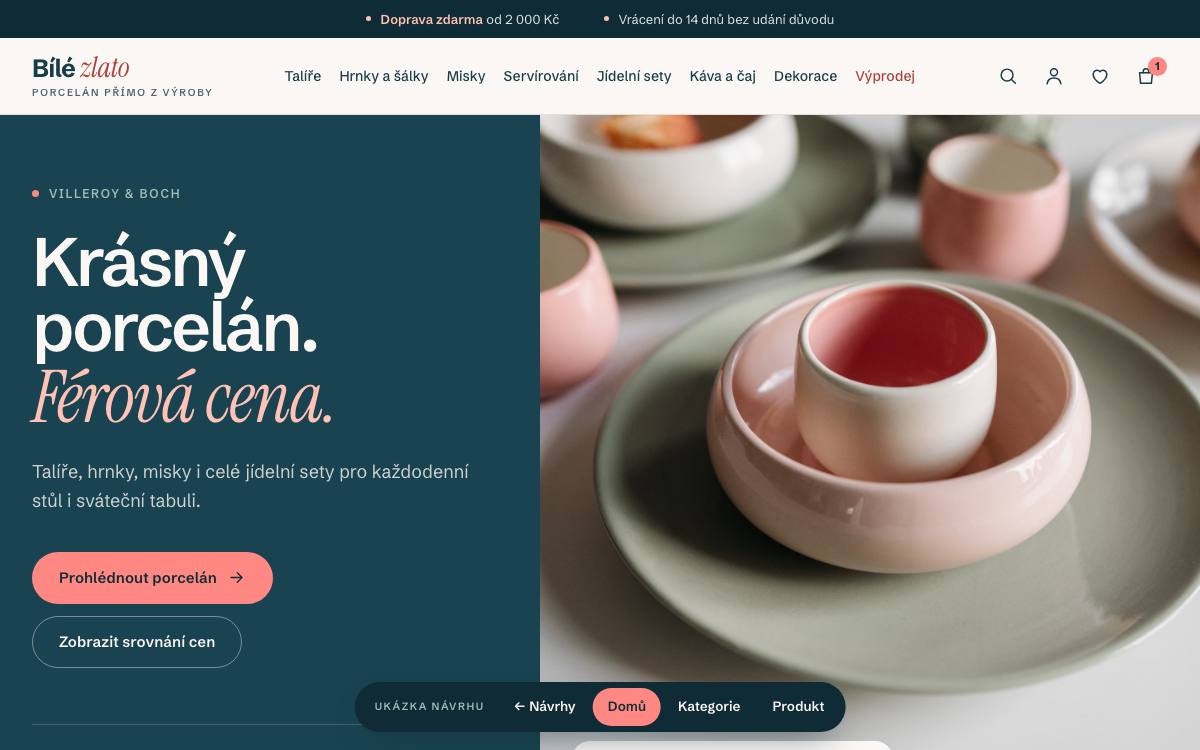 Doprava zdarma od 2 000 Kč
Vrácení do 14 dnů bez udání důvodu
Bílé zlato
PORCELÁN PŘÍMO Z VÝROBY
Talíře Hrnky a šálky Misky Servírování Jídelní sety Káva a čaj Dekorace Výprodej
1
VILLEROY & BOCH
Krásný
porcelán.
Férová cena.
Talíře, hrnky, misky i celé jídelní sety pro každodenní
stůl i sváteční tabuli.
Prohlédnout porcelán →
Zobrazit srovnání cen
UKÁZKA NÁVRHU ← Návrhy Domů Kategorie Produkt